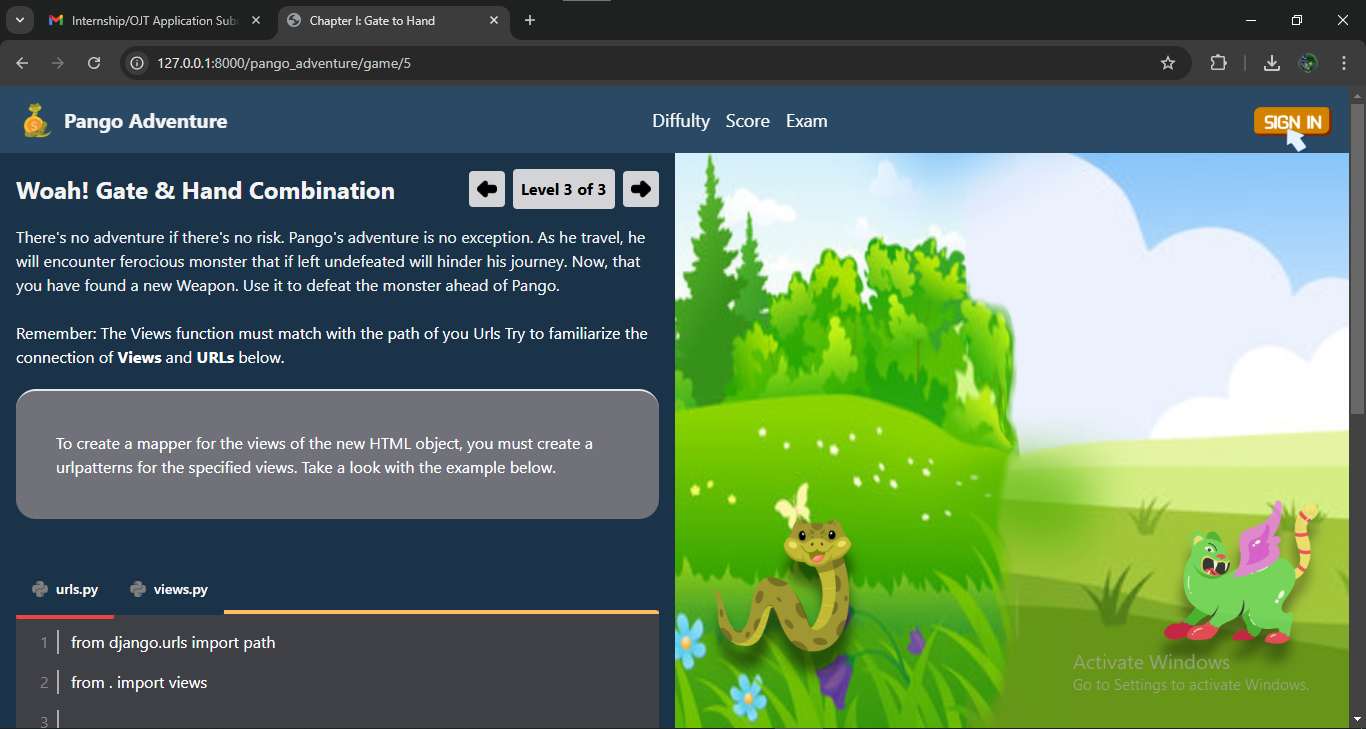 Internship/OJT Application Sub
Chapter I: Gate to Hand
127.0.0.1:8000/pango_adventure/game/5
Pango Adventure
Diffulty Score Exam
SIGN IN
Woah! Gate & Hand Combination
Level 3 of 3
There's no adventure if there's no risk. Pango's adventure is no exception. As he travel, he
will encounter ferocious monster that if left undefeated will hinder his journey. Now, that
you have found a new Weapon. Use it to defeat the monster ahead of Pango.
Remember: The Views function must match with the path of you Urls Try to familiarize the
connection of Views and URLs below.
To create a mapper for the views of the new HTML object, you must create a
urlpatterns for the specified views. Take a look with the example below.
urls.py views.py
1 from django.urls import path
2 from . import views
3
Activate Windows
Go to Settings to activate Windows.